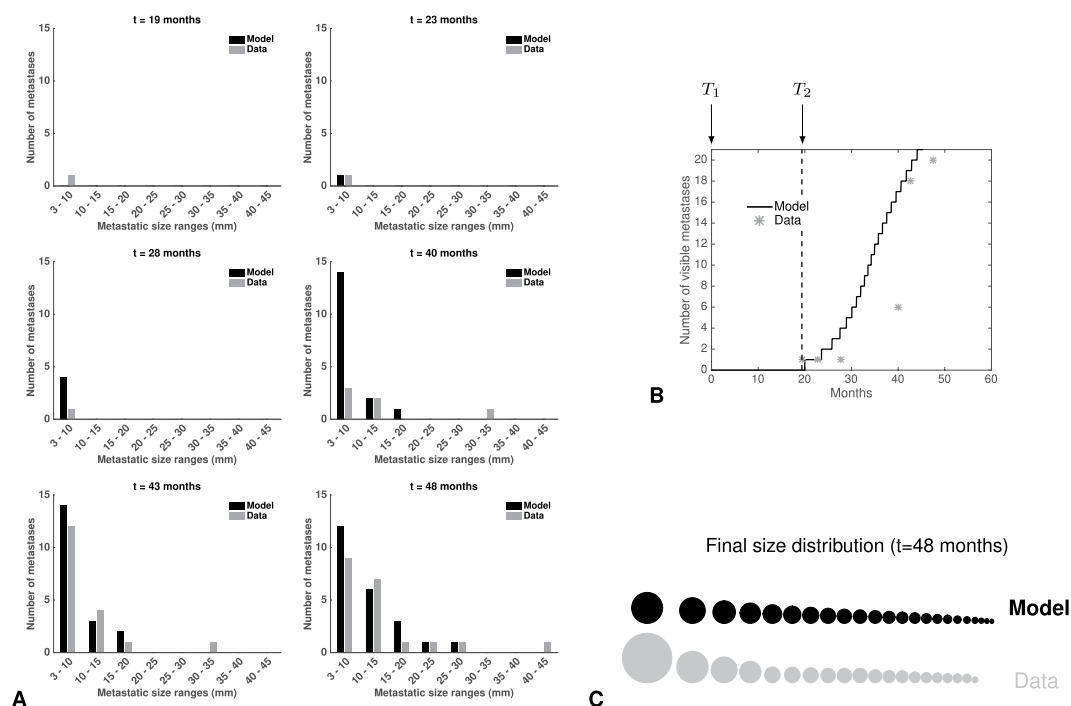 t = 19 months
15
10
5
0
Number of metastases
Model
Data
3 - 10
10 - 15
15 - 20
20 - 25
25 - 30
30 - 35
35 - 40
40 - 45
Metastatic size ranges (mm)
t = 23 months
15
10
5
0
Number of metastases
Model
Data
3 - 10
10 - 15
15 - 20
20 - 25
25 - 30
30 - 35
35 - 40
40 - 45
Metastatic size ranges (mm)
t = 28 months
15
10
5
0
Number of metastases
Model
Data
3 - 10
10 - 15
15 - 20
20 - 25
25 - 30
30 - 35
35 - 40
40 - 45
Metastatic size ranges (mm)
t = 40 months
15
10
5
0
Number of metastases
Model
Data
3 - 10
10 - 15
15 - 20
20 - 25
25 - 30
30 - 35
35 - 40
40 - 45
Metastatic size ranges (mm)
t = 43 months
15
10
5
0
Number of metastases
Model
Data
3 - 10
10 - 15
15 - 20
20 - 25
25 - 30
30 - 35
35 - 40
40 - 45
Metastatic size ranges (mm)
t = 48 months
15
10
5
0
Number of metastases
Model
Data
3 - 10
10 - 15
15 - 20
20 - 25
25 - 30
30 - 35
35 - 40
40 - 45
Metastatic size ranges (mm)
A
T1
T2
20
18
16
14
12
10
8
6
4
2
0
Number of visible metastases
Model
Data
0 10 20 30 40 50 60
Months
B
Final size distribution (t=48 months)
Model
Data
C